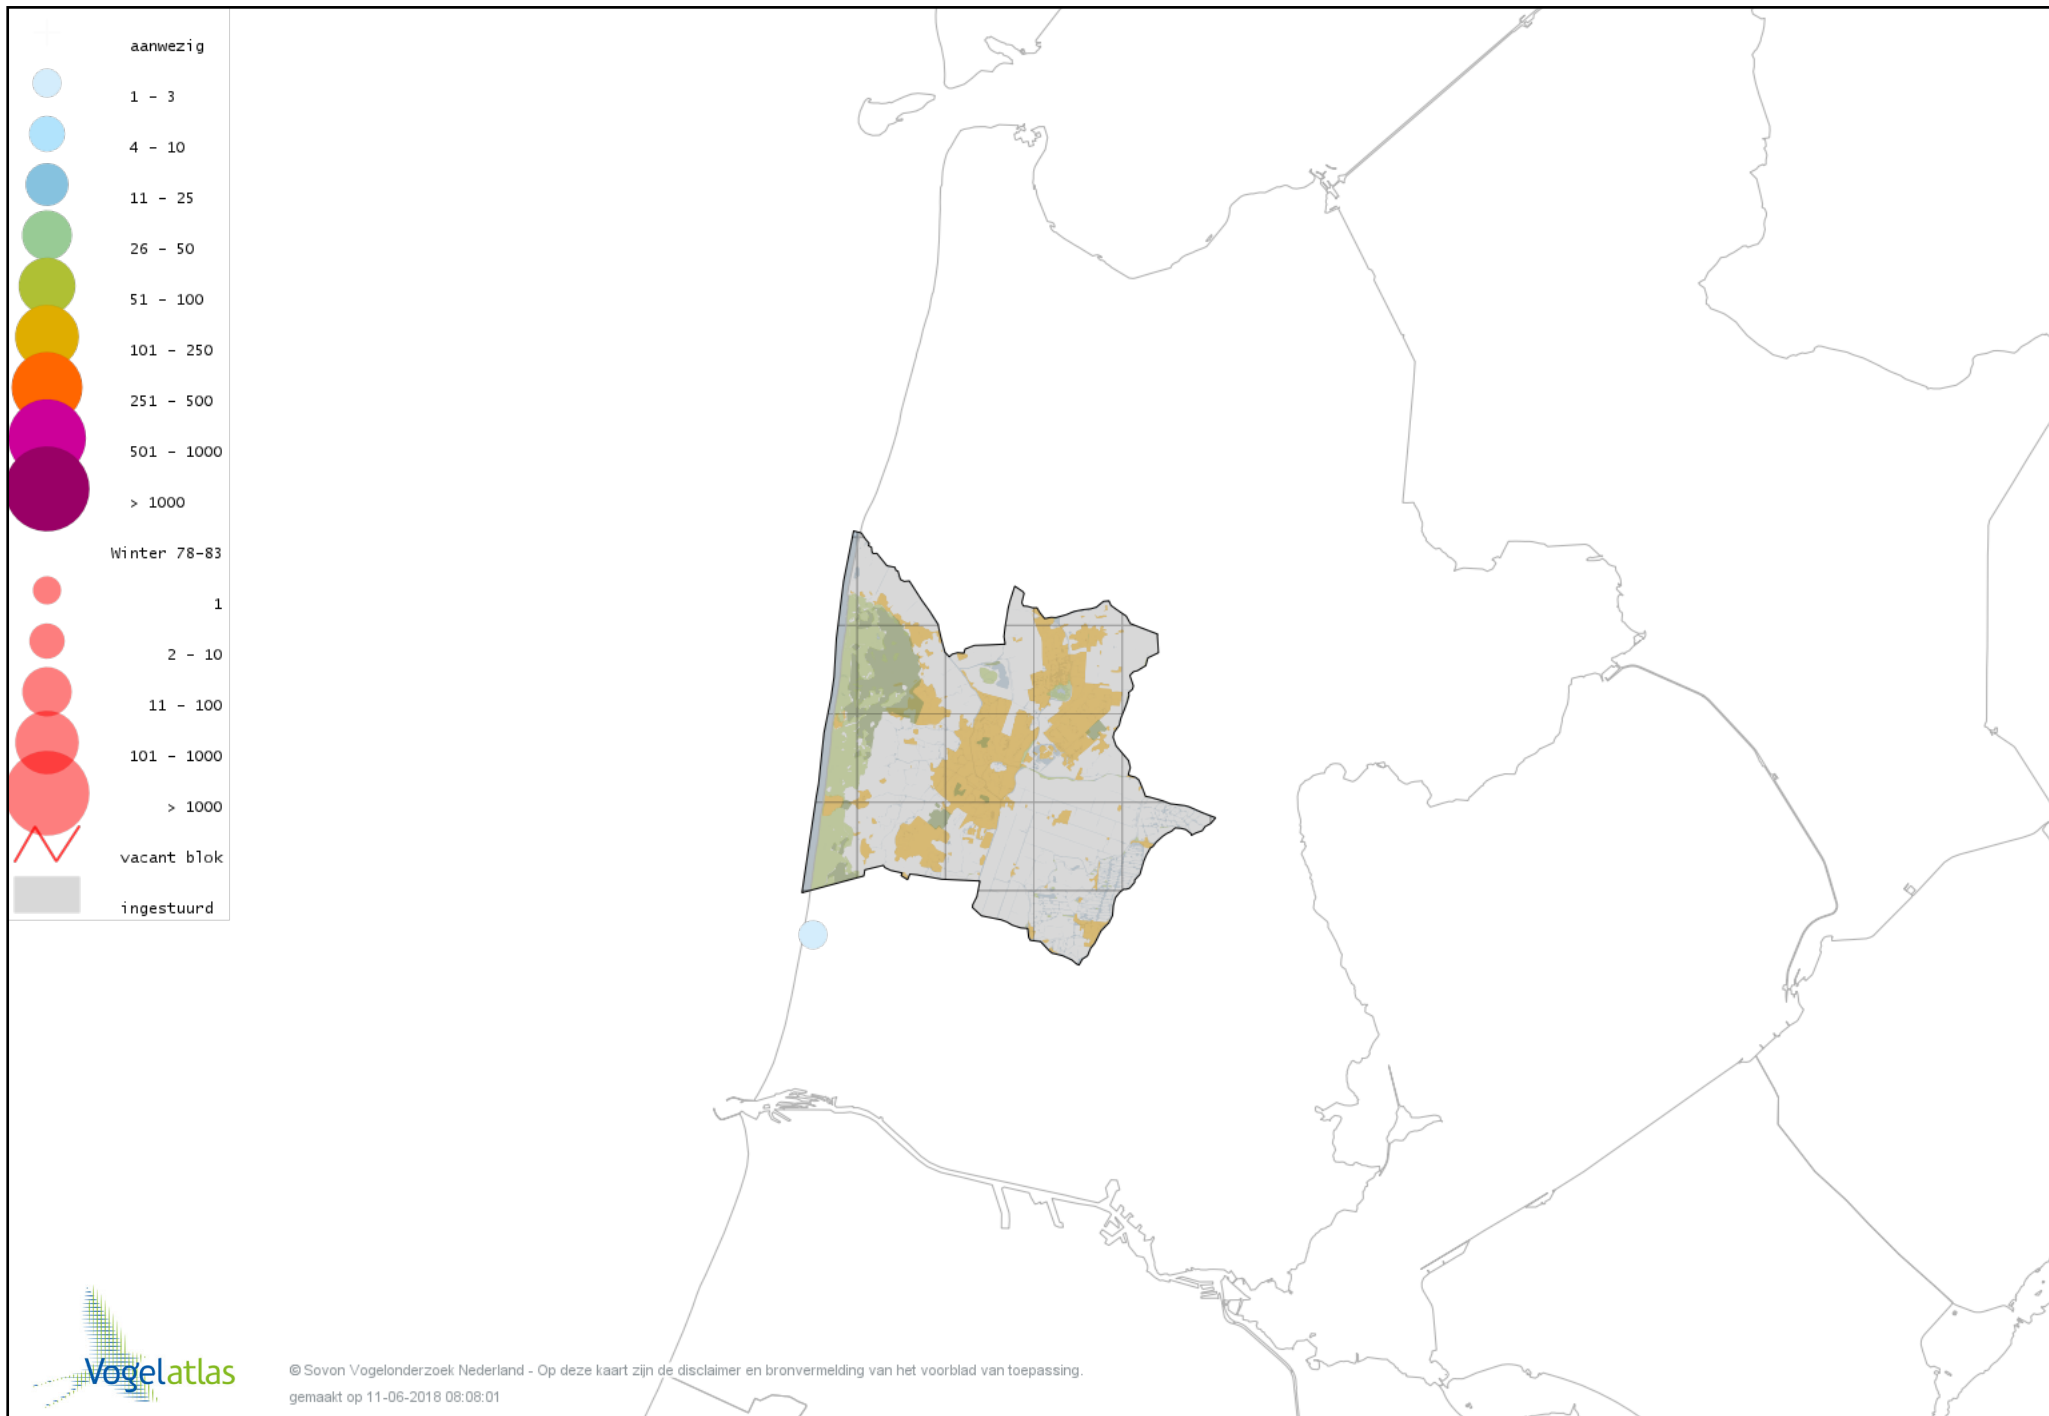 aanwezig
1 - 3
4 - 10
11 - 25
26 - 50
51 - 100
101 - 250
251 - 500
501 - 1000
> 1000
Winter 78-83
1
2 - 10
11 - 100
101 - 1000
> 1000
vacant blok
ingestuurd
Vogelatlas
© Sovon Vogelonderzoek Nederland - Op deze kaart zijn de disclaimer en bronvermelding van het voorblad van toepassing.
gemaakt op 11-06-2018 08:08:01